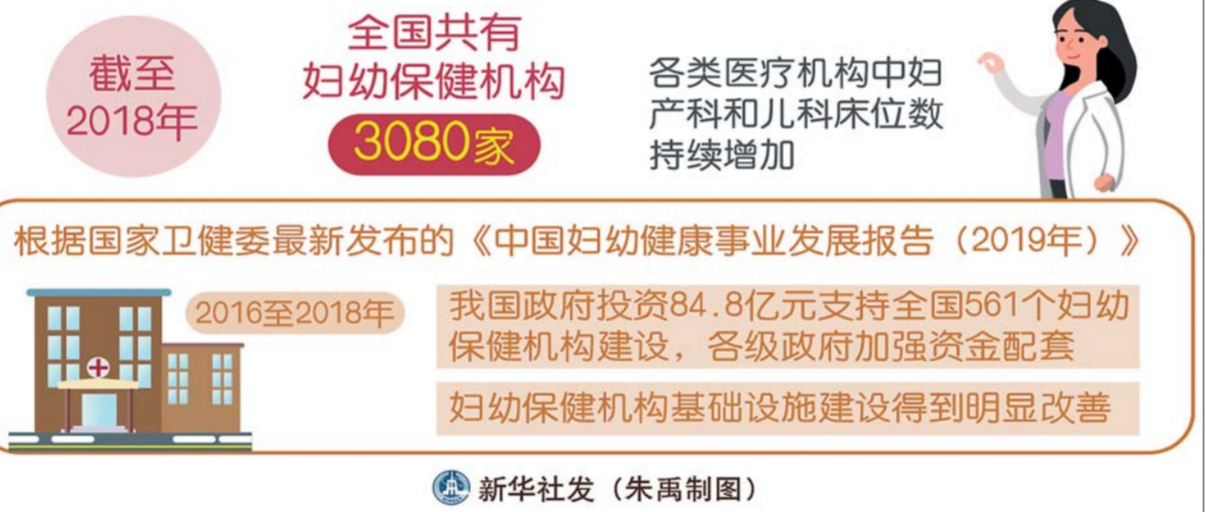 截至
2018年
全国共有
妇幼保健机构
3080家
各类医疗机构中妇
产科和儿科床位数
持续增加
根据国家卫健委最新发布的《中国妇幼健康事业发展报告（2019年）》
2016至2018年
我国政府投资84.8亿元支持全国561个妇幼
保健机构建设，各级政府加强资金配套
妇幼保健机构基础设施建设得到明显改善
新华社发（朱禹制图）